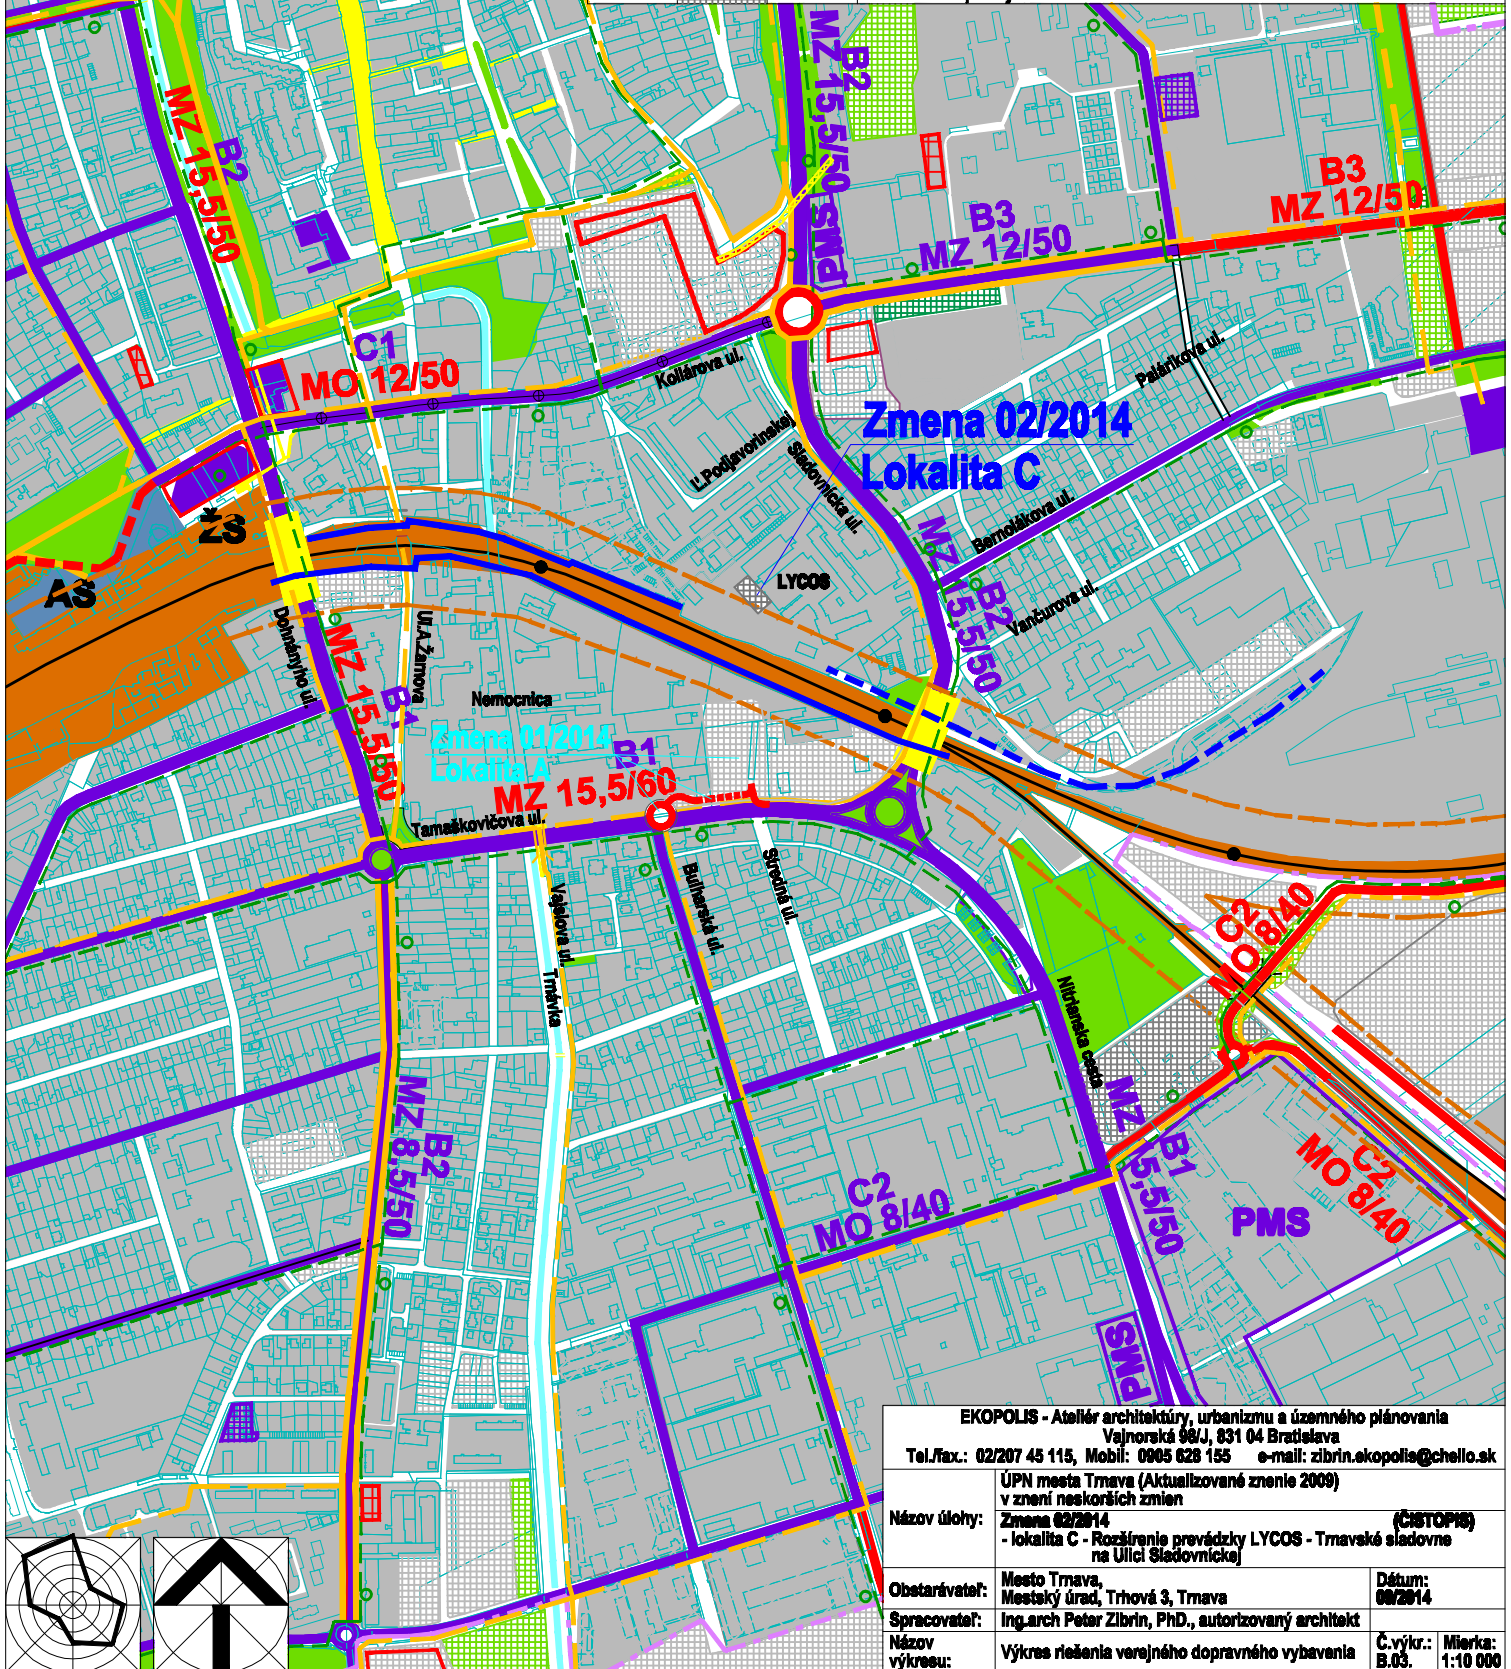 B2
MZ 15,5/50
B2
MZ 15,5/50
PMS
B3
MZ 12/50
B3
MZ 12/50
C1
MO 12/50
Kollárova ul.
Palárikova ul.
Zmena 02/2014
Lokalita C
Ľ.Podjavorinskej
Sladovnícka ul.
Bernolákova ul.
ŽS
AS
LYCOS
B2
MZ 15,5/50
Vančurova ul.
Dohnányho ul.
Ul.A.Žarnova
B1
MZ 15,5/50
Nemocnica
Zmena 01/2014
Lokalita A
B1
MZ 15,5/60
Tamaškovičova ul.
Vajslova ul.
Trnávka
Bulharská ul.
Stredná ul.
C2
MO 8/40
Nitrianska cesta
B2
MZ 8,5/50
B1
MZ 15,5/50
C2
MO 8/40
C2
MO 8/40
PMS
PMS
EKOPOLIS - Ateliér architektúry, urbanizmu a územného plánovania
Vajnorská 98/J, 831 04 Bratislava
Tel./fax.: 02/207 45 115, Mobil: 0905 628 155 e-mail: zibrin.ekopolis@chello.sk
Názov úlohy:
ÚPN mesta Trnava (Aktualizované znenie 2009)
v znení neskorších zmien
Zmena 02/2014 (ČISTOPIS)
- lokalita C - Rozšírenie prevádzky LYCOS - Trnavské sladovne
na Ulici Sladovníckej
Obstarávateľ:
Mesto Trnava,
Mestský úrad, Trhová 3, Trnava
Dátum:
09/2014
Spracovateľ:
Ing.arch Peter Zibrin, PhD., autorizovaný architekt
Názov
výkresu:
Výkres riešenia verejného dopravného vybavenia
Č.výkr.:
B.03.
Mierka:
1:10 000